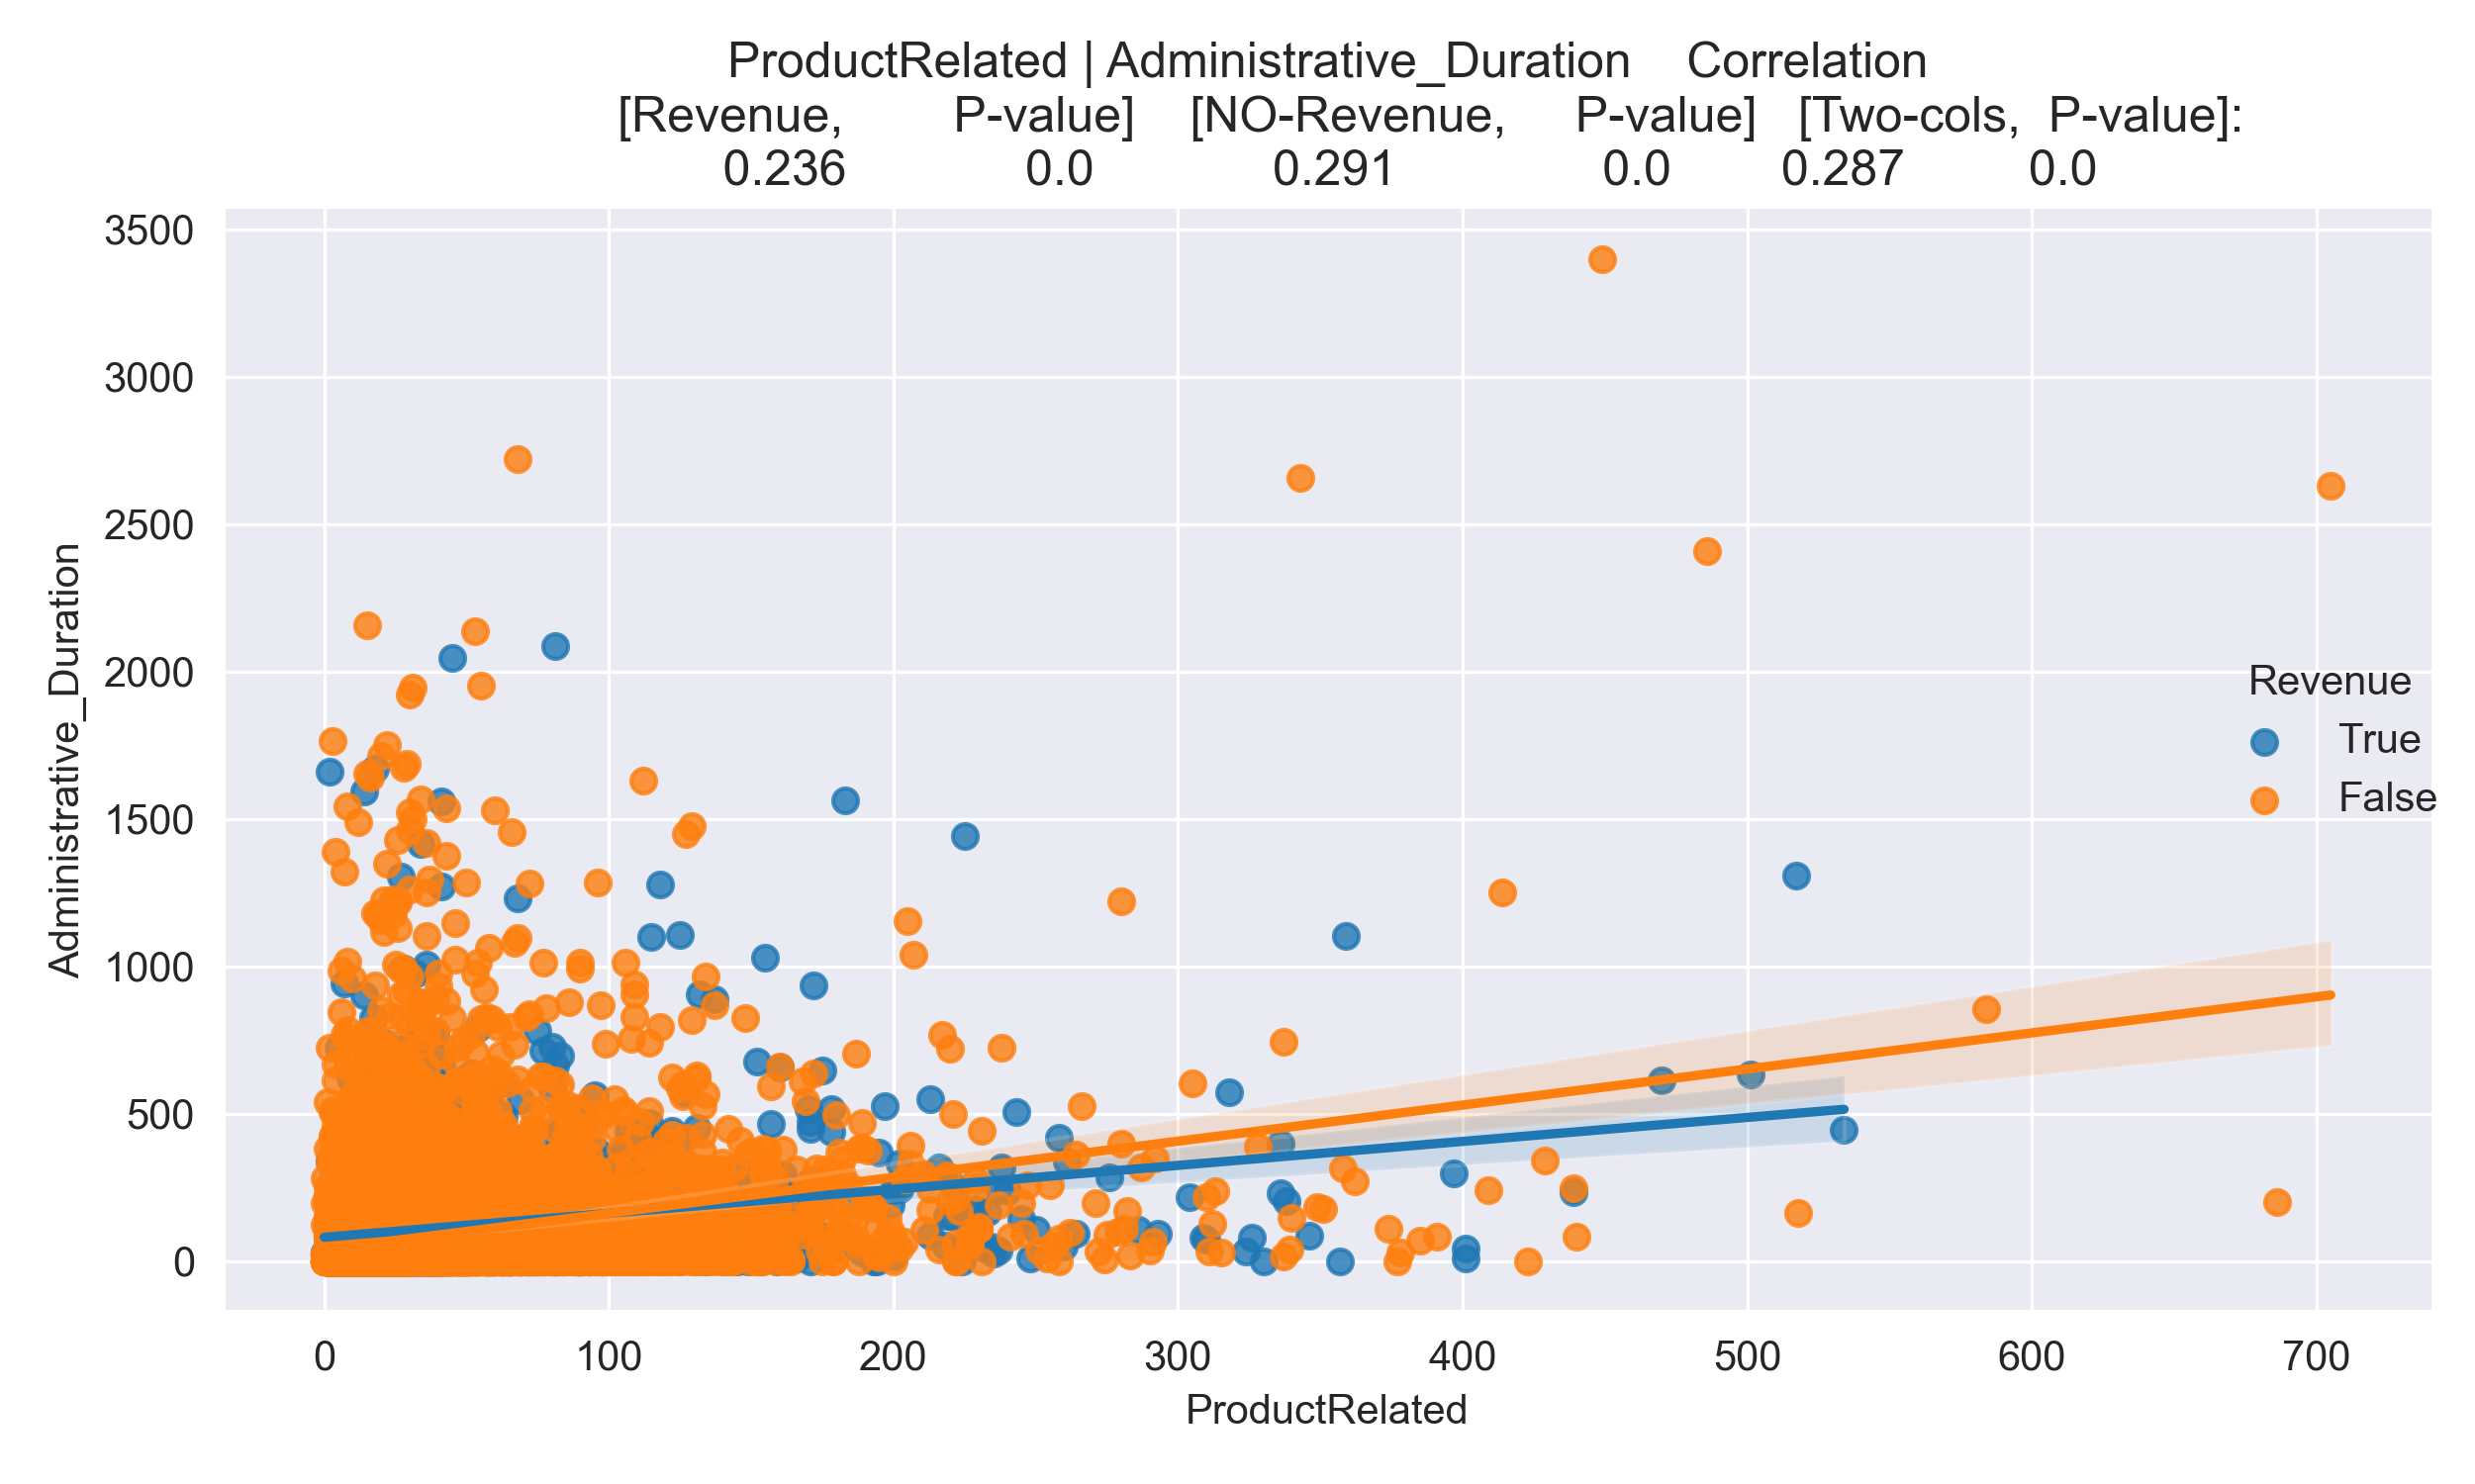 ProductRelated | Administrative_Duration    Correlation
[Revenue,        P-value]    [NO-Revenue,     P-value]   [Two-cols,  P-value]:
0.236             0.0             0.291               0.0        0.287         0.0
3500
3000
2500
2000
1500
1000
500
0
Administrative_Duration
Revenue
True
False
0 100 200 300 400 500 600 700
ProductRelated